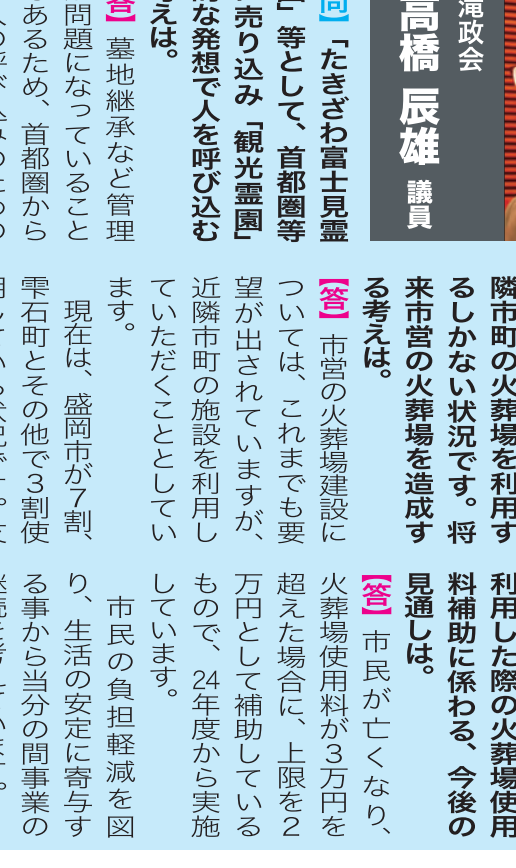 滝政会
高橋 辰雄 議員
問】「たきざわ富士見霊
」等として、首都圏等
売り込み「観光霊園」
的な発想で人を呼び込む
考えは。
答】 墓地継承など管理
問題になっていること
あるため、首都圏から
隣市町の火葬場を利用す
るしかない状況です。将
来市営の火葬場を造成す
る考えは。
【答】 市営の火葬場建設に
ついては、これまでも要
望が出されていますが、
近隣市町の施設を利用し
ていただくこととしてい
ます。
現在は、盛岡市が７割、
雫石町とその他で３割使
利用した際の火葬場使用
料補助に係わる、今後の
見通しは。
【答】 市民が亡くなり、
火葬場使用料が３万円を
超えた場合に、上限を２
万円として補助している
もので、24年度から実施
しています。
市民の負担軽減を図
り、生活の安定に寄与す
る事から当分の間事業の